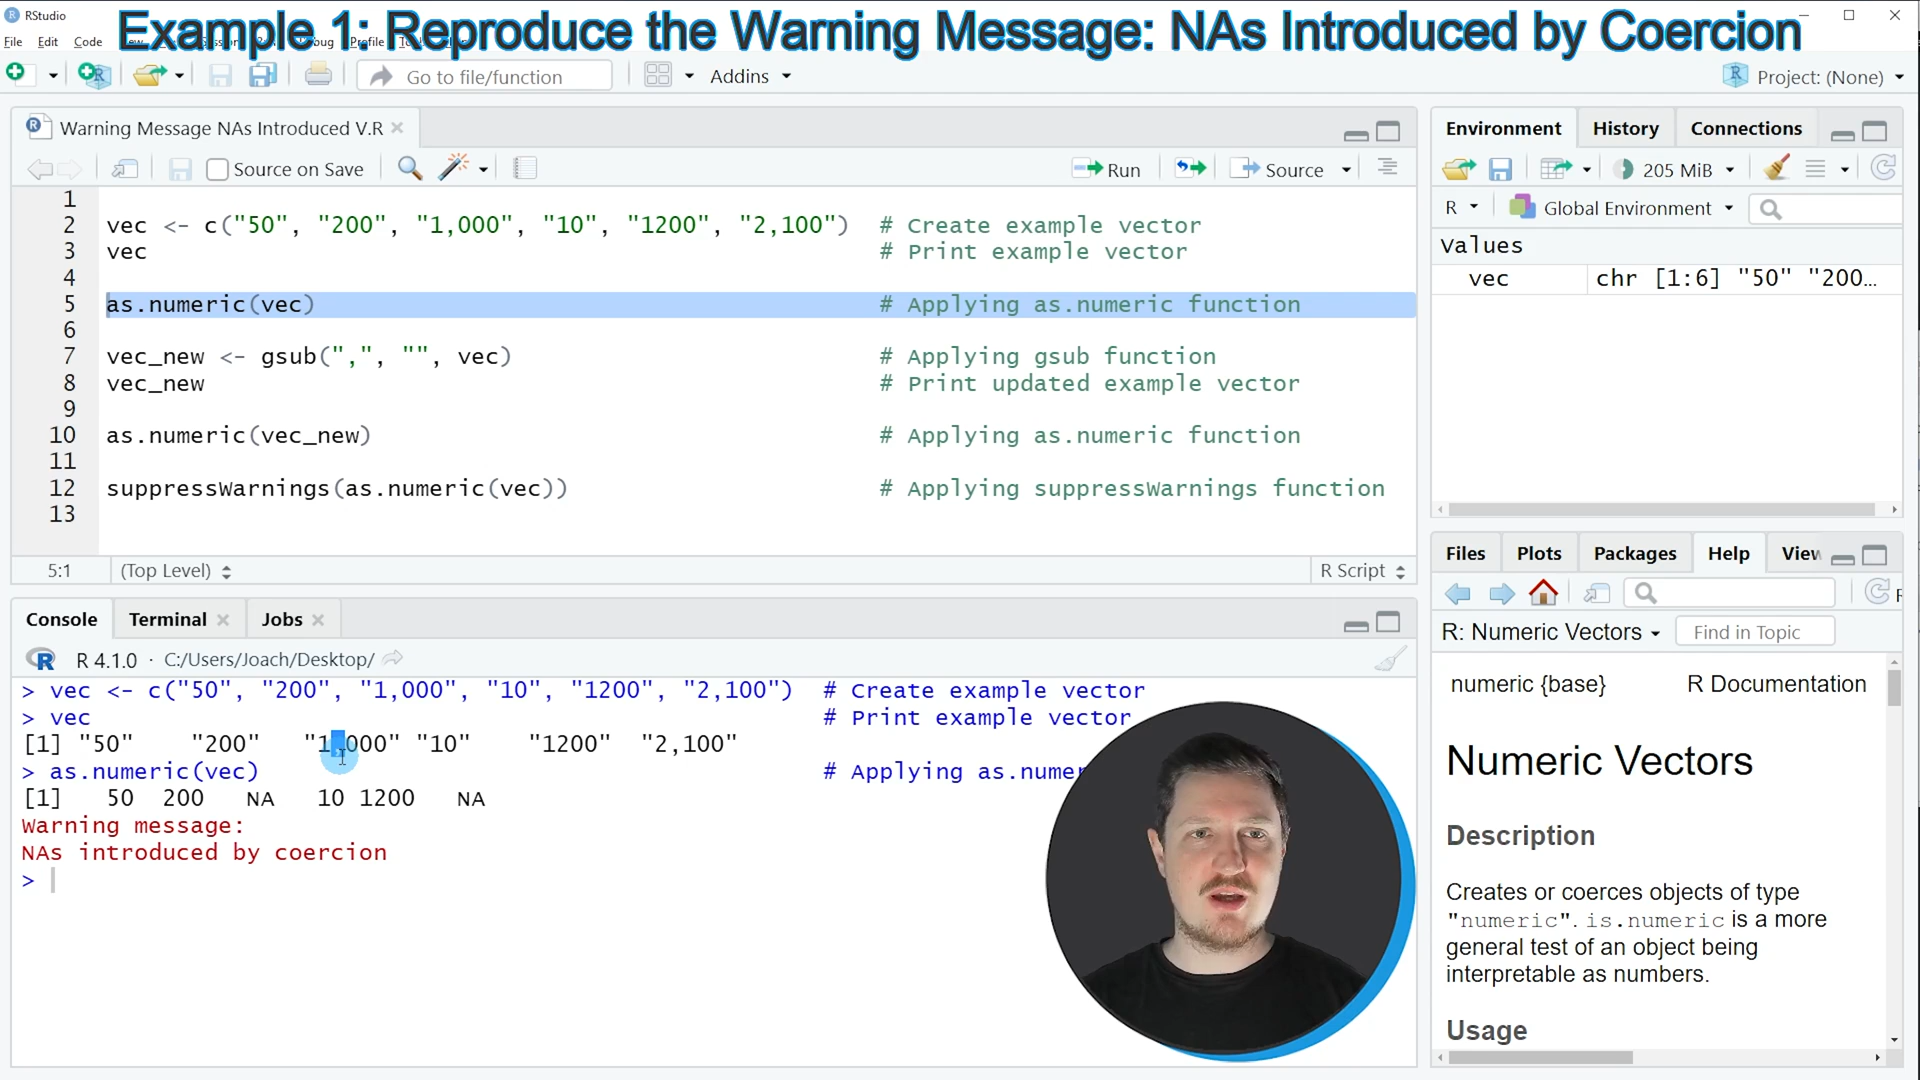 RStudio
Example 1: Reproduce the Warning Message: NAs Introduced by Coercion
File Edit Code
Profile
Go to file/function
Addins
Project: (None)
Warning Message NAs Introduced V.R
Source on Save
Run
Source
1
2 vec <- c("50", "200", "1,000", "10", "1200", "2,100") # Create example vector
3 vec # Print example vector
4
5 as.numeric(vec) # Applying as.numeric function
6
7 vec_new <- gsub(",", "", vec) # Applying gsub function
8 vec_new # Print updated example vector
9
10 as.numeric(vec_new) # Applying as.numeric function
11
12 suppressWarnings(as.numeric(vec)) # Applying suppressWarnings function
13
5:1 (Top Level) R Script
Console Terminal Jobs
R 4.1.0 · C:/Users/Joach/Desktop/
> vec <- c("50", "200", "1,000", "10", "1200", "2,100") # Create example vector
> vec # Print example vector
[1] "50" "200" "1,000" "10" "1200" "2,100"
> as.numeric(vec) # Applying as.numer
[1] 50 200 NA 10 1200 NA
Warning message:
NAs introduced by coercion
>
Environment History Connections
205 MiB
R Global Environment
Values
vec chr [1:6] "50" "200…
Files Plots Packages Help View
R: Numeric Vectors Find in Topic
numeric {base} R Documentation
Numeric Vectors
Description
Creates or coerces objects of type
"numeric". is.numeric is a more
general test of an object being
interpretable as numbers.
Usage